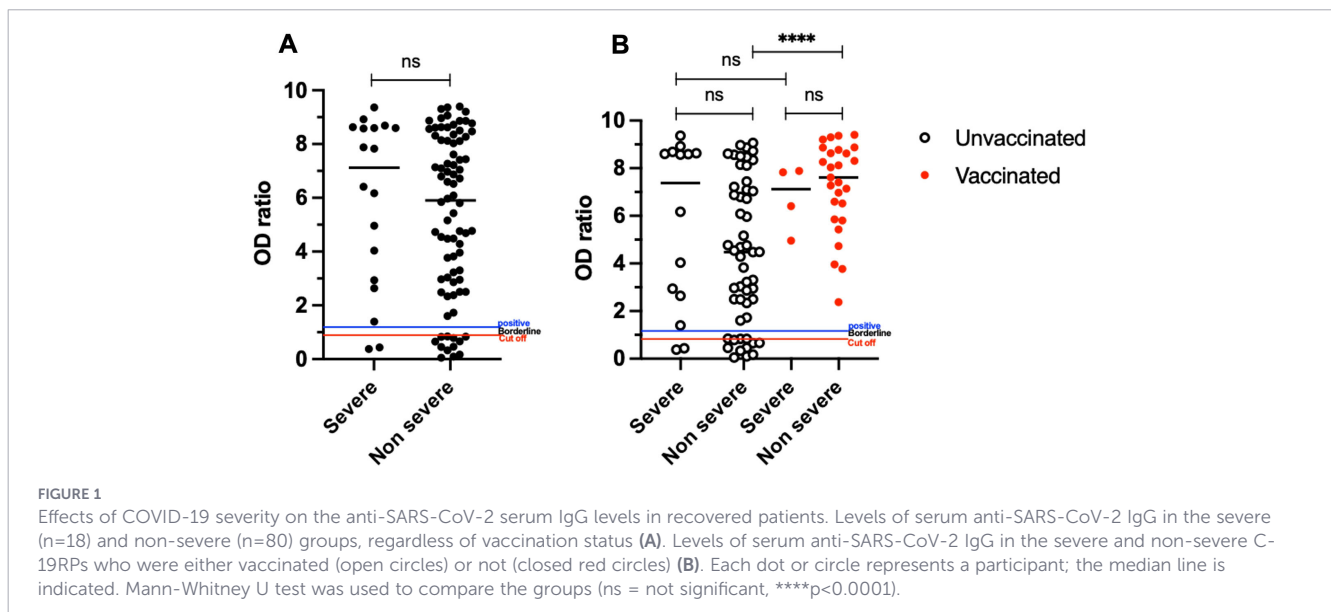 A
ns
OD ratio
10
8
6
4
2
0
positive
Borderline
Cut off
Severe
Non severe
B
****
ns
ns
ns
OD ratio
10
8
6
4
2
0
positive
Borderline
Cut off
Severe
Non severe
Severe
Non severe
Unvaccinated
Vaccinated
FIGURE 1
Effects of COVID-19 severity on the anti-SARS-CoV-2 serum IgG levels in recovered patients. Levels of serum anti-SARS-CoV-2 IgG in the severe
(n=18) and non-severe (n=80) groups, regardless of vaccination status (A). Levels of serum anti-SARS-CoV-2 IgG in the severe and non-severe C-
19RPs who were either vaccinated (open circles) or not (closed red circles) (B). Each dot or circle represents a participant; the median line is
indicated. Mann-Whitney U test was used to compare the groups (ns = not significant, ****p<0.0001).